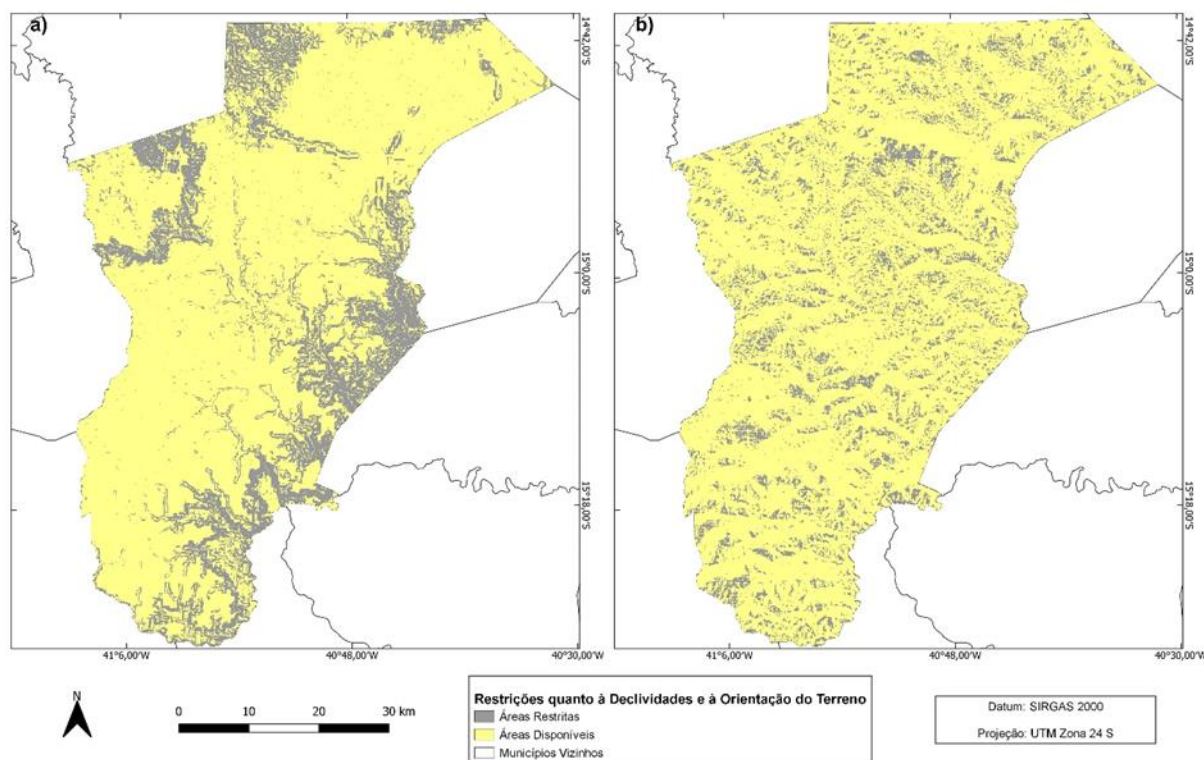 a)
b)
14°42,00'S
15°0,00'S
15°18,00'S
14°42,00'S
15°0,00'S
15°18,00'S
41°6,00'W
40°48,00'W
40°30,00'W
41°6,00'W
40°48,00'W
40°30,00'W
N
0 10 20 30 km
Restrições quanto à Declividades e à Orientação do Terreno
Áreas Restritas
Áreas Disponíveis
Municípios Vizinhos
Datum: SIRGAS 2000
Projeção: UTM Zona 24 S